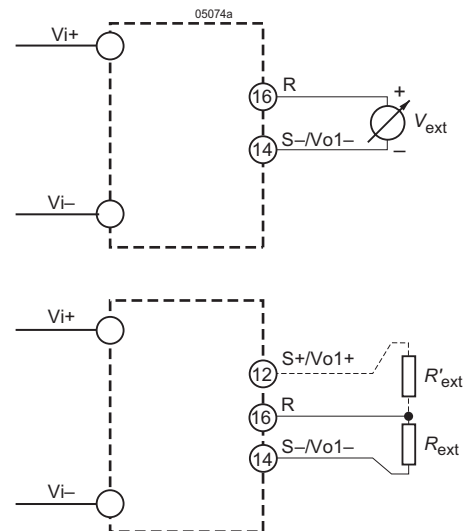 05074a
Vi+
16 R
+
Vext
14 S–/Vo1–
–
Vi–
Vi+
12 S+/Vo1+
R'ext
16 R
14 S–/Vo1–
Rext
Vi–